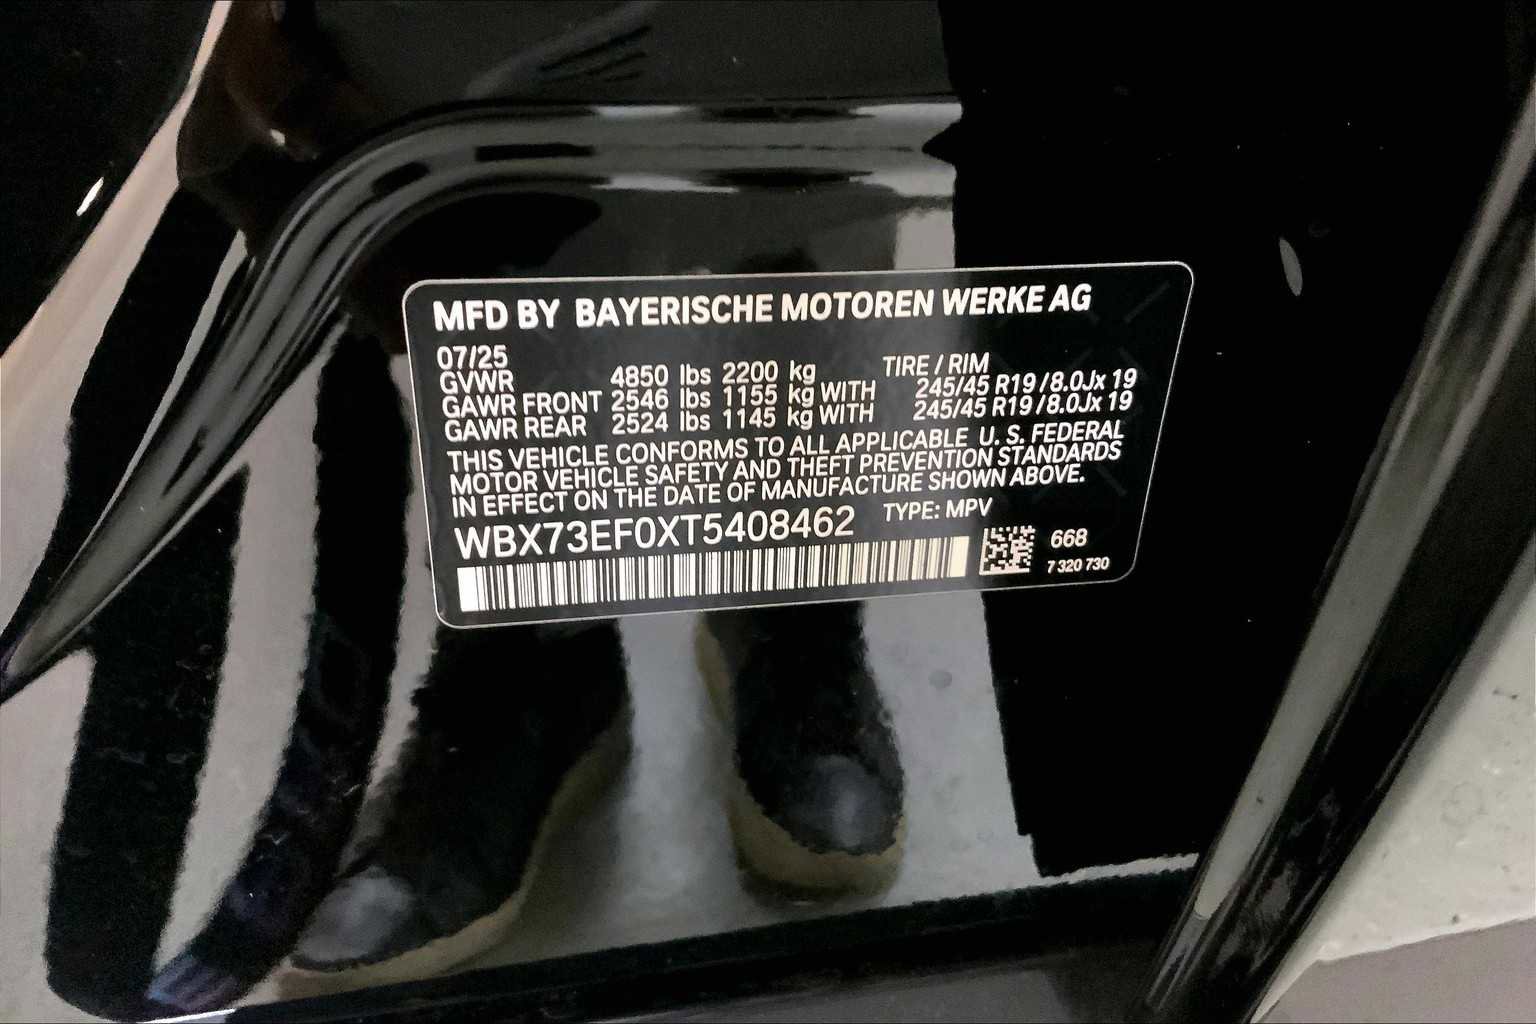 MFD BY BAYERISCHE MOTOREN WERKE AG
07/25
GVWR 4850 lbs 2200 kg TIRE / RIM
GAWR FRONT 2546 lbs 1155 kg WITH 245/45 R19 /8.0Jx 19
GAWR REAR 2524 lbs 1145 kg WITH 245/45 R19 /8.0Jx 19
THIS VEHICLE CONFORMS TO ALL APPLICABLE U. S. FEDERAL
MOTOR VEHICLE SAFETY AND THEFT PREVENTION STANDARDS
IN EFFECT ON THE DATE OF MANUFACTURE SHOWN ABOVE.
WBX73EF0XT5408462 TYPE: MPV
668
7 320 730